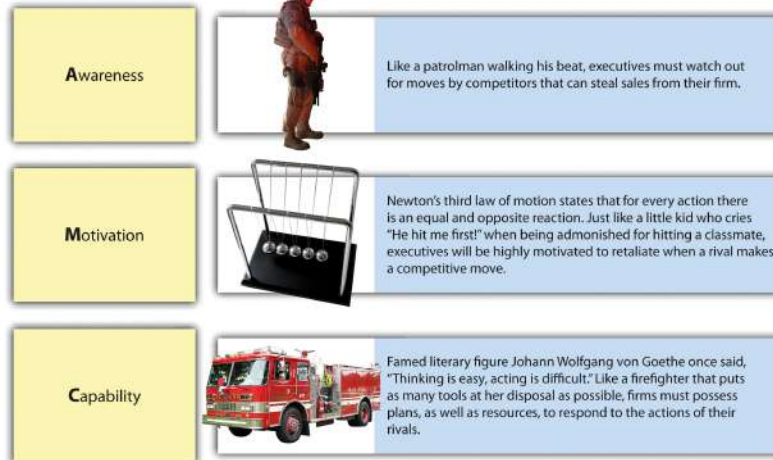 Awareness
Like a patrolman walking his beat, executives must watch out
for moves by competitors that can steal sales from their firm.
Motivation
Newton's third law of motion states that for every action there
is an equal and opposite reaction. Just like a little kid who cries
"He hit me first!" when being admonished for hitting a classmate,
executives will be highly motivated to retaliate when a rival makes
a competitive move.
Capability
Famed literary figure Johann Wolfgang von Goethe once said,
"Thinking is easy, acting is difficult." Like a firefighter that puts
as many tools at her disposal as possible, firms must possess
plans, as well as resources, to respond to the actions of their
rivals.